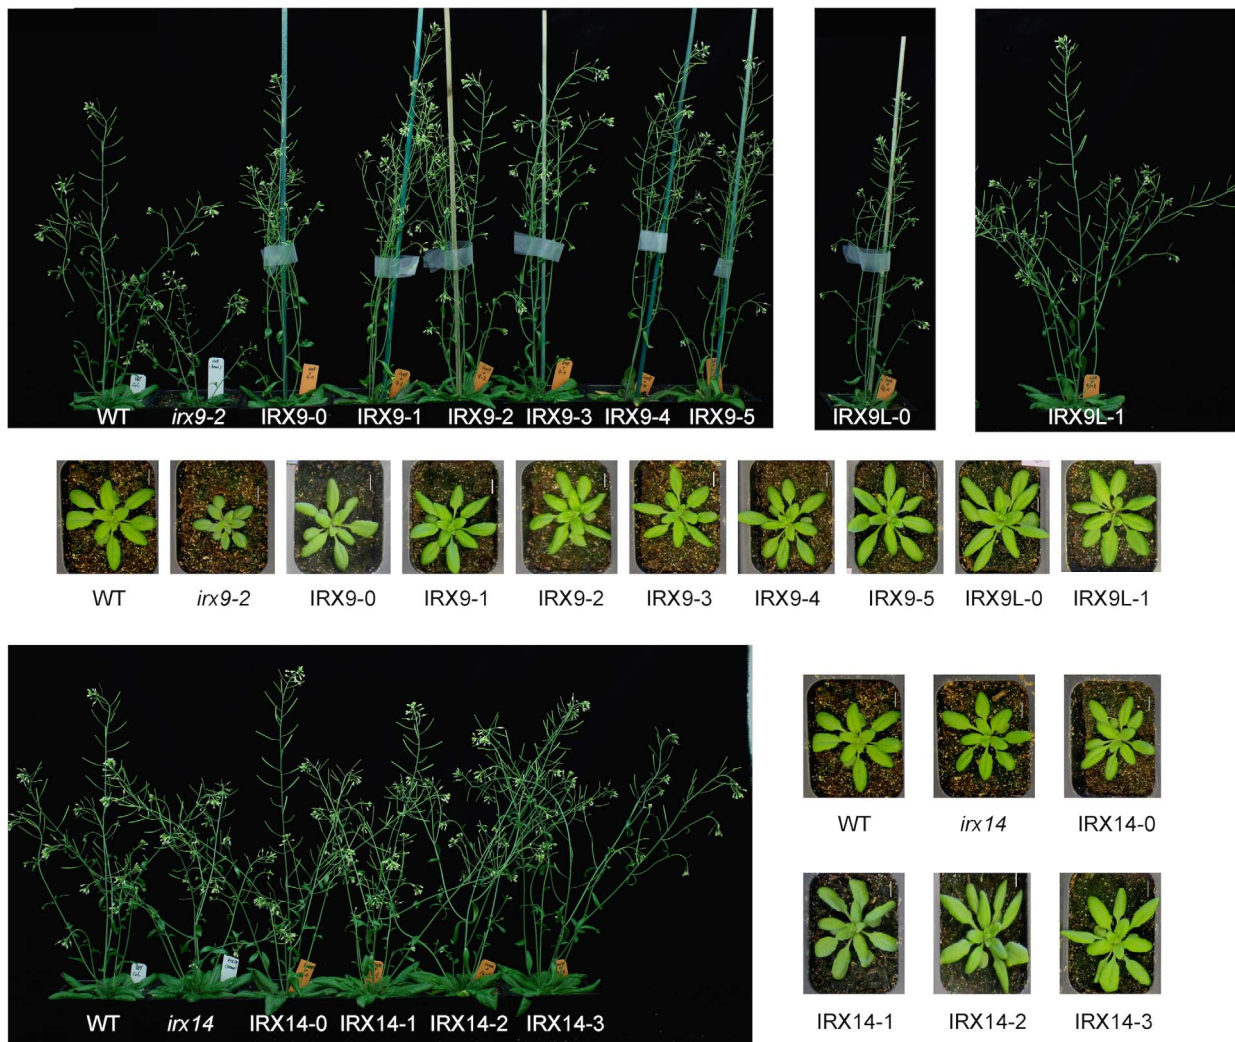 WT irx9-2 IRX9-0 IRX9-1 IRX9-2 IRX9-3 IRX9-4 IRX9-5 IRX9L-0 IRX9L-1
WT irx9-2 IRX9-0 IRX9-1 IRX9-2 IRX9-3 IRX9-4 IRX9-5 IRX9L-0 IRX9L-1
WT irx14 IRX14-0 IRX14-1 IRX14-2 IRX14-3
WT irx14 IRX14-0
IRX14-1 IRX14-2 IRX14-3